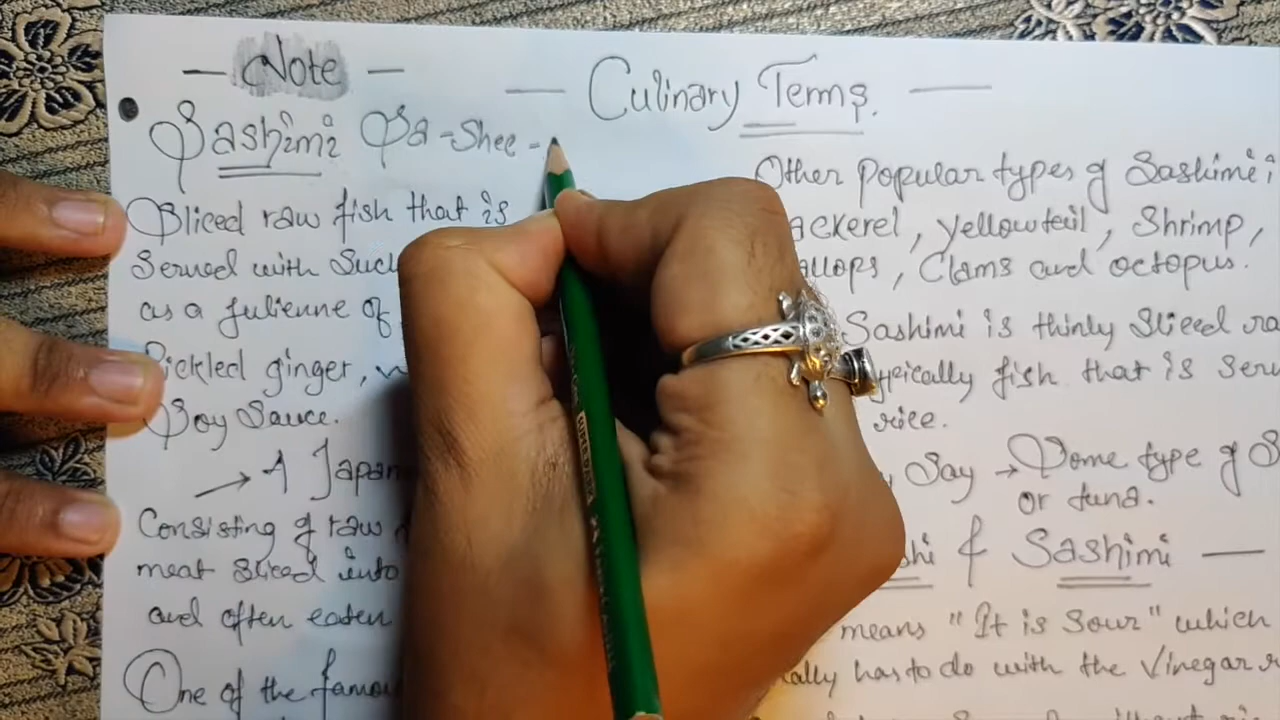 — Note —
Culinary Terms.
Sashimi Sa-Shee-
Sliced raw fish that is
Served with Such
as a Julienne of
Pickled ginger,
Soy Sauce.
→ A Japan
Consisting of raw
meat Sliced into
and often eaten
One of the famou
Other popular types of Sashimi;
ackerel, yellowtail, Shrimp,
allops, Clams and octopus.
Sashimi is thinly Sliced ra
ypically fish that is Serv
rice.
Say → Some type of S
or tuna.
shi & Sashimi —
means "It is Sour" which
ally has to do with the Vinegar